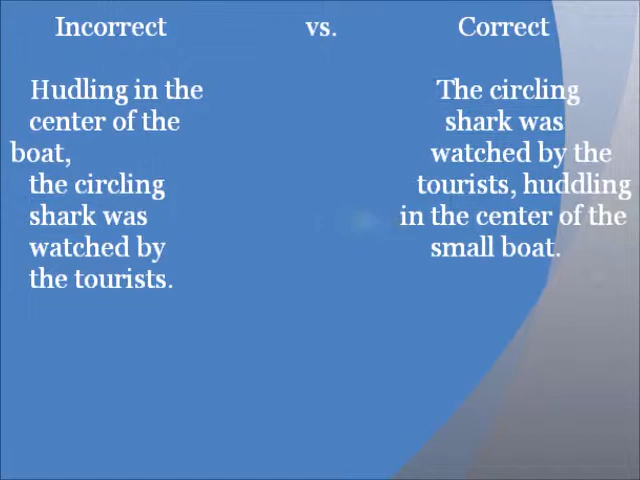 Incorrect vs. Correct
Hudling in the
center of the
boat,
the circling
shark was
watched by
the tourists.
The circling
shark was
watched by the
tourists, huddling
in the center of the
small boat.